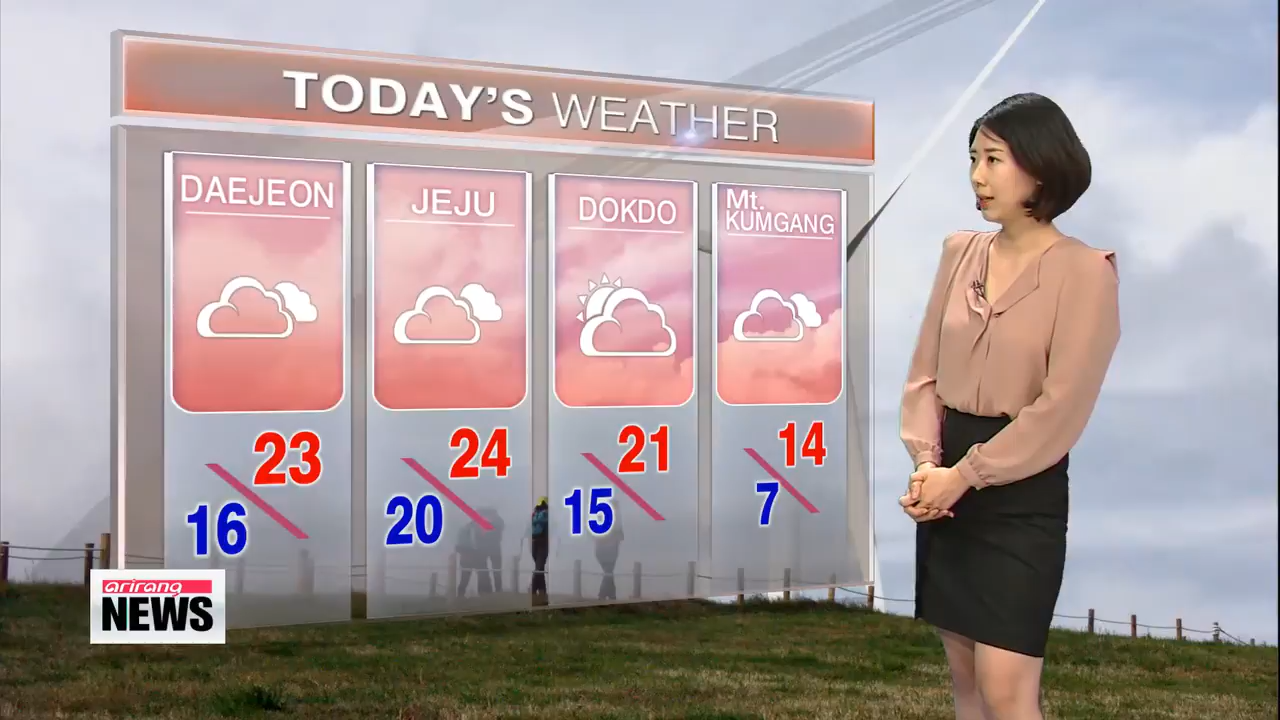 TODAY'S WEATHER
DAEJEON
JEJU
DOKDO
Mt.
KUMGANG
23
16
24
20
21
15
14
7
arirang
NEWS